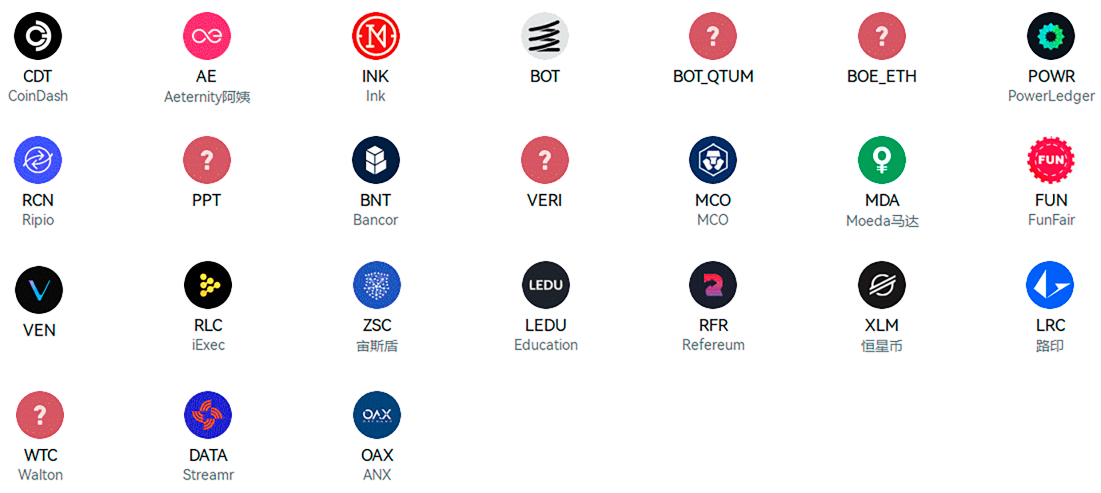 CDT AE INK BOT BOT_QTUM BOE_ETH POWR
CoinDash Aeternity阿姨 Ink PowerLedger
FUN
RCN PPT BNT VERI MCO MDA FUN
Ripio Bancor MCO Moeda马达 FunFair
LEDU
VEN RLC ZSC LEDU RFR XLM LRC
iExec 宙斯盾 Education Refereum 恒星币 路印
OAX
WTC DATA OAX
Walton Streamr ANX